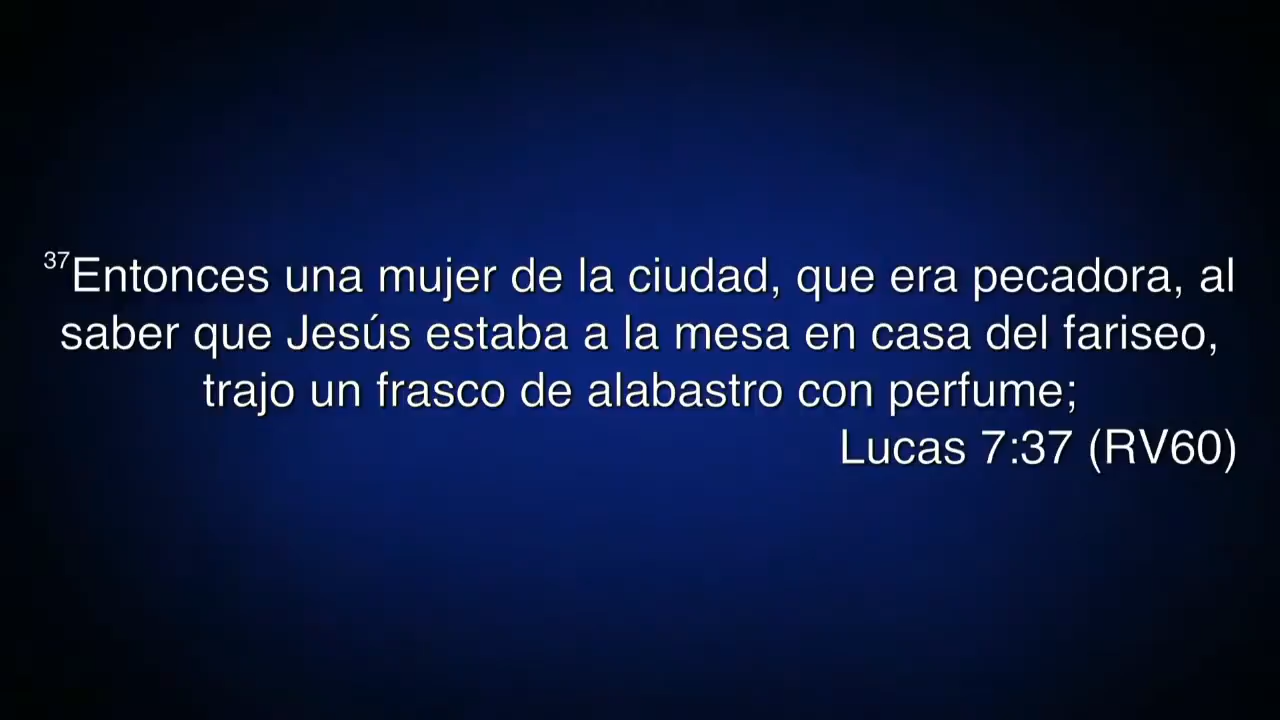 37Entonces una mujer de la ciudad, que era pecadora, al
saber que Jesús estaba a la mesa en casa del fariseo,
trajo un frasco de alabastro con perfume;
Lucas 7:37 (RV60)